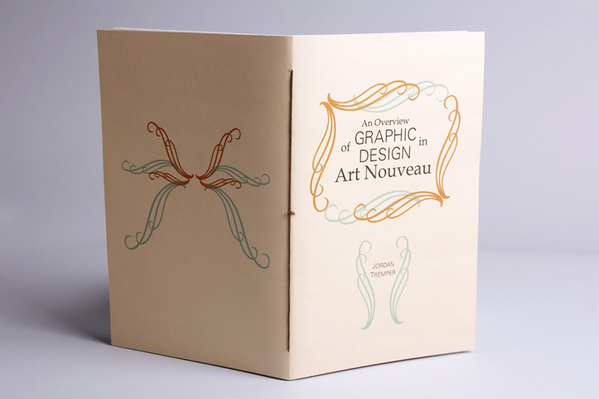 An Overview
of GRAPHIC in
DESIGN
Art Nouveau
JORDAN
TREMPER